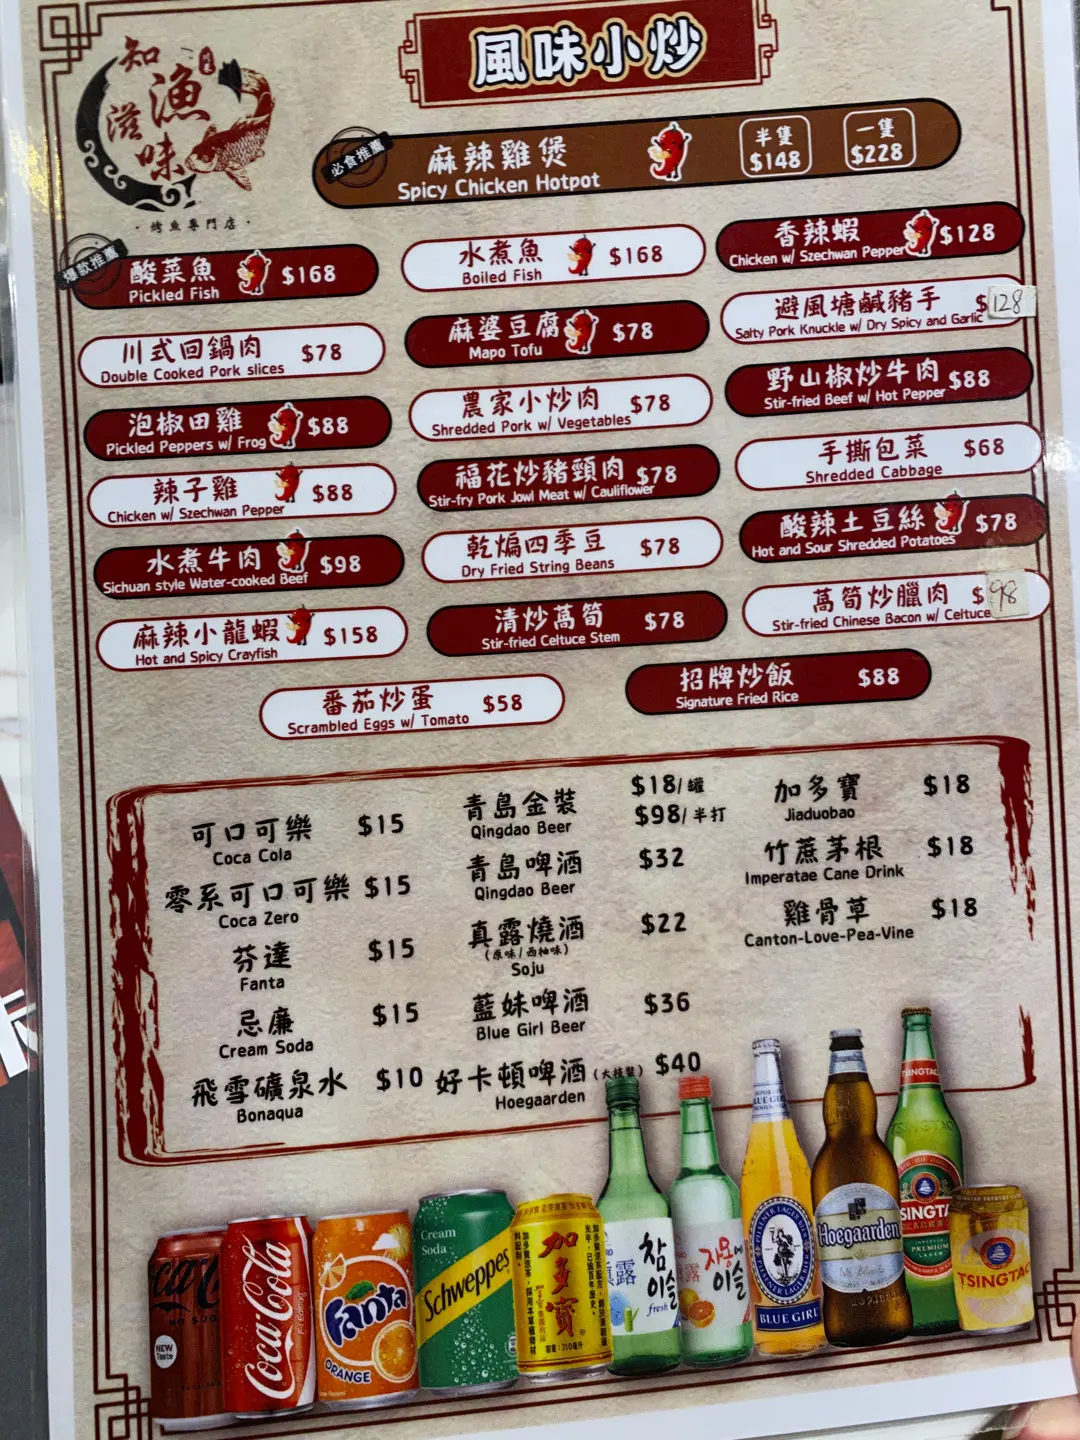 風味小炒
知漁滋味
·烤魚專門店·
必食推薦
麻辣雞煲
Spicy Chicken Hotpot
半隻
$148
一隻
$228
爆款推薦
酸菜魚 $168
Pickled Fish
川式回鍋肉 $78
Double Cooked Pork slices
泡椒田雞 $88
Pickled Peppers w/ Frog
辣子雞 $88
Chicken w/ Szechwan Pepper
水煮牛肉 $98
Sichuan style Water-cooked Beef
麻辣小龍蝦 $158
Hot and Spicy Crayfish
水煮魚 $168
Boiled Fish
麻婆豆腐 $78
Mapo Tofu
農家小炒肉 $78
Shredded Pork w/ Vegetables
福花炒豬頸肉 $78
Stir-fry Pork Jowl Meat w/ Cauliflower
乾煸四季豆 $78
Dry Fried String Beans
清炒萵筍 $78
Stir-fried Celtuce Stem
香辣蝦 $128
Chicken w/ Szechwan Pepper
避風塘鹹豬手 $128
Salty Pork Knuckle w/ Dry Spicy and Garlic
野山椒炒牛肉 $88
Stir-fried Beef w/ Hot Pepper
手撕包菜 $68
Shredded Cabbage
酸辣土豆絲 $78
Hot and Sour Shredded Potatoes
萵筍炒臘肉 $98
Stir-fried Chinese Bacon w/ Celtuce
番茄炒蛋 $58
Scrambled Eggs w/ Tomato
招牌炒飯 $88
Signature Fried Rice
可口可樂 $15
Coca Cola
零系可口可樂 $15
Coca Zero
芬達 $15
Fanta
忌廉 $15
Cream Soda
飛雪礦泉水 $10
Bonaqua
青島金裝 $18/罐
Qingdao Beer $98/半打
青島啤酒 $32
Qingdao Beer
真露燒酒 $22
(原味/西柚味)
Soju
藍妹啤酒 $36
Blue Girl Beer
好卡頓啤酒(大枝裝) $40
Hoegaarden
加多寶 $18
Jiaduobao
竹蔗茅根 $18
Imperatae Cane Drink
雞骨草 $18
Canton-Love-Pea-Vine
NEW
Taste
Coca-Cola
Fanta
ORANGE
Cream
Soda
Schweppes
加多寶
참
이슬
fresh
자몽에
이슬
BLUE GIRL
Hoegaarden
TSINGTAO
PREMIUM
LAGER
TSINGTAO